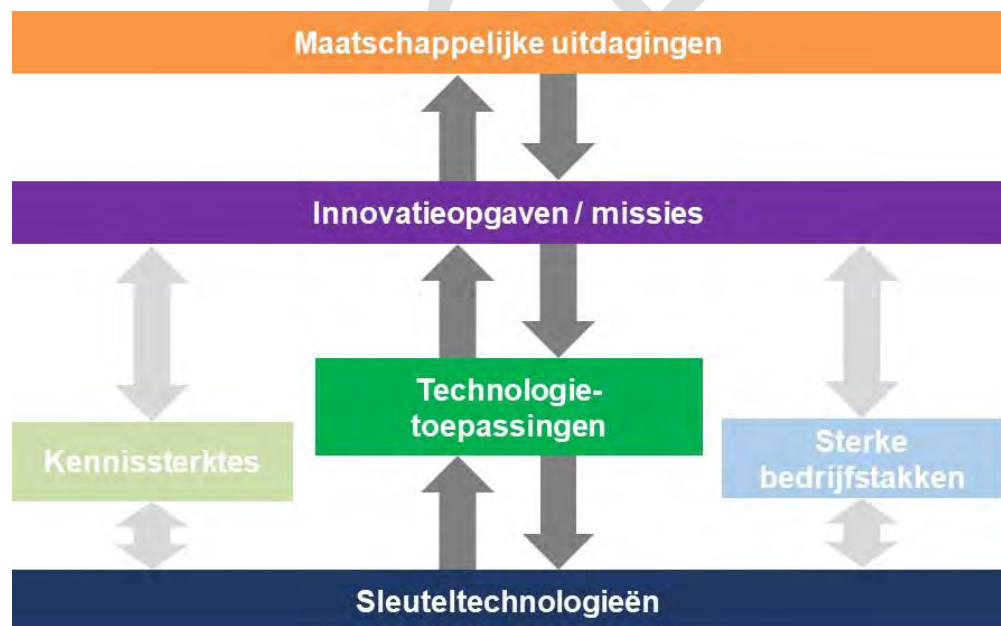 Maatschappelijke uitdagingen
Innovatieopgaven / missies
Technologie-
toepassingen
Kennissterktes
Sterke
bedrijfstakken
Sleuteltechnologieën